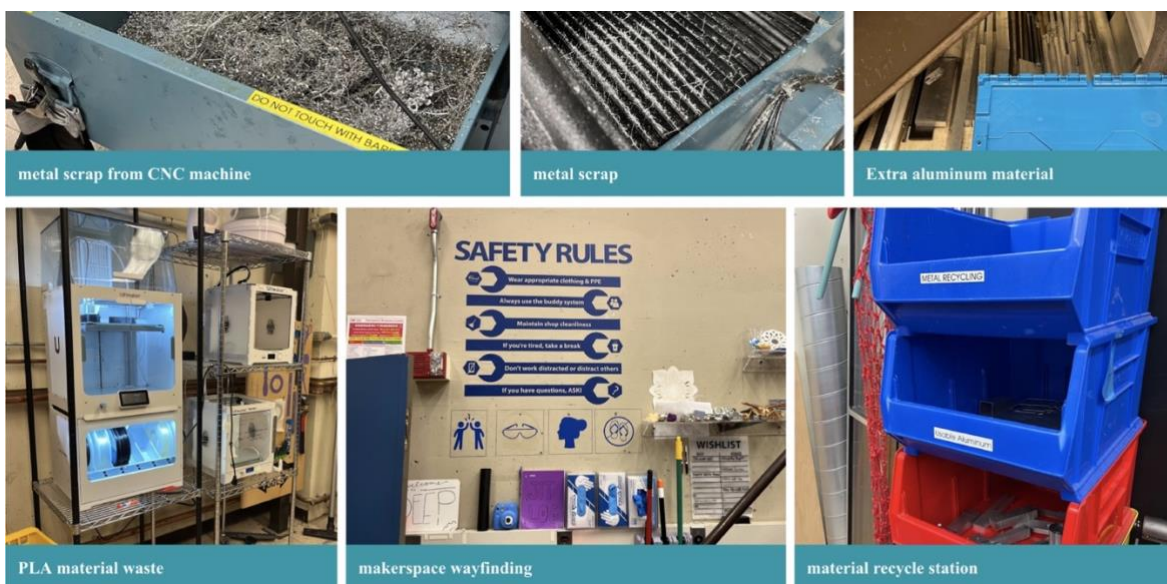 DO NOT TOUCH WITH BARE
metal scrap from CNC machine
metal scrap
Extra aluminum material
SAFETY RULES
Wear appropriate clothing & PPE
Always use the buddy system
Maintain shop cleanliness
If you're tired, take a break
Don't work distracted or distract others
If you have questions, ASK!
WISHLIST
METAL RECYCLING
Usable Aluminum
PLA material waste
makerspace wayfinding
material recycle station